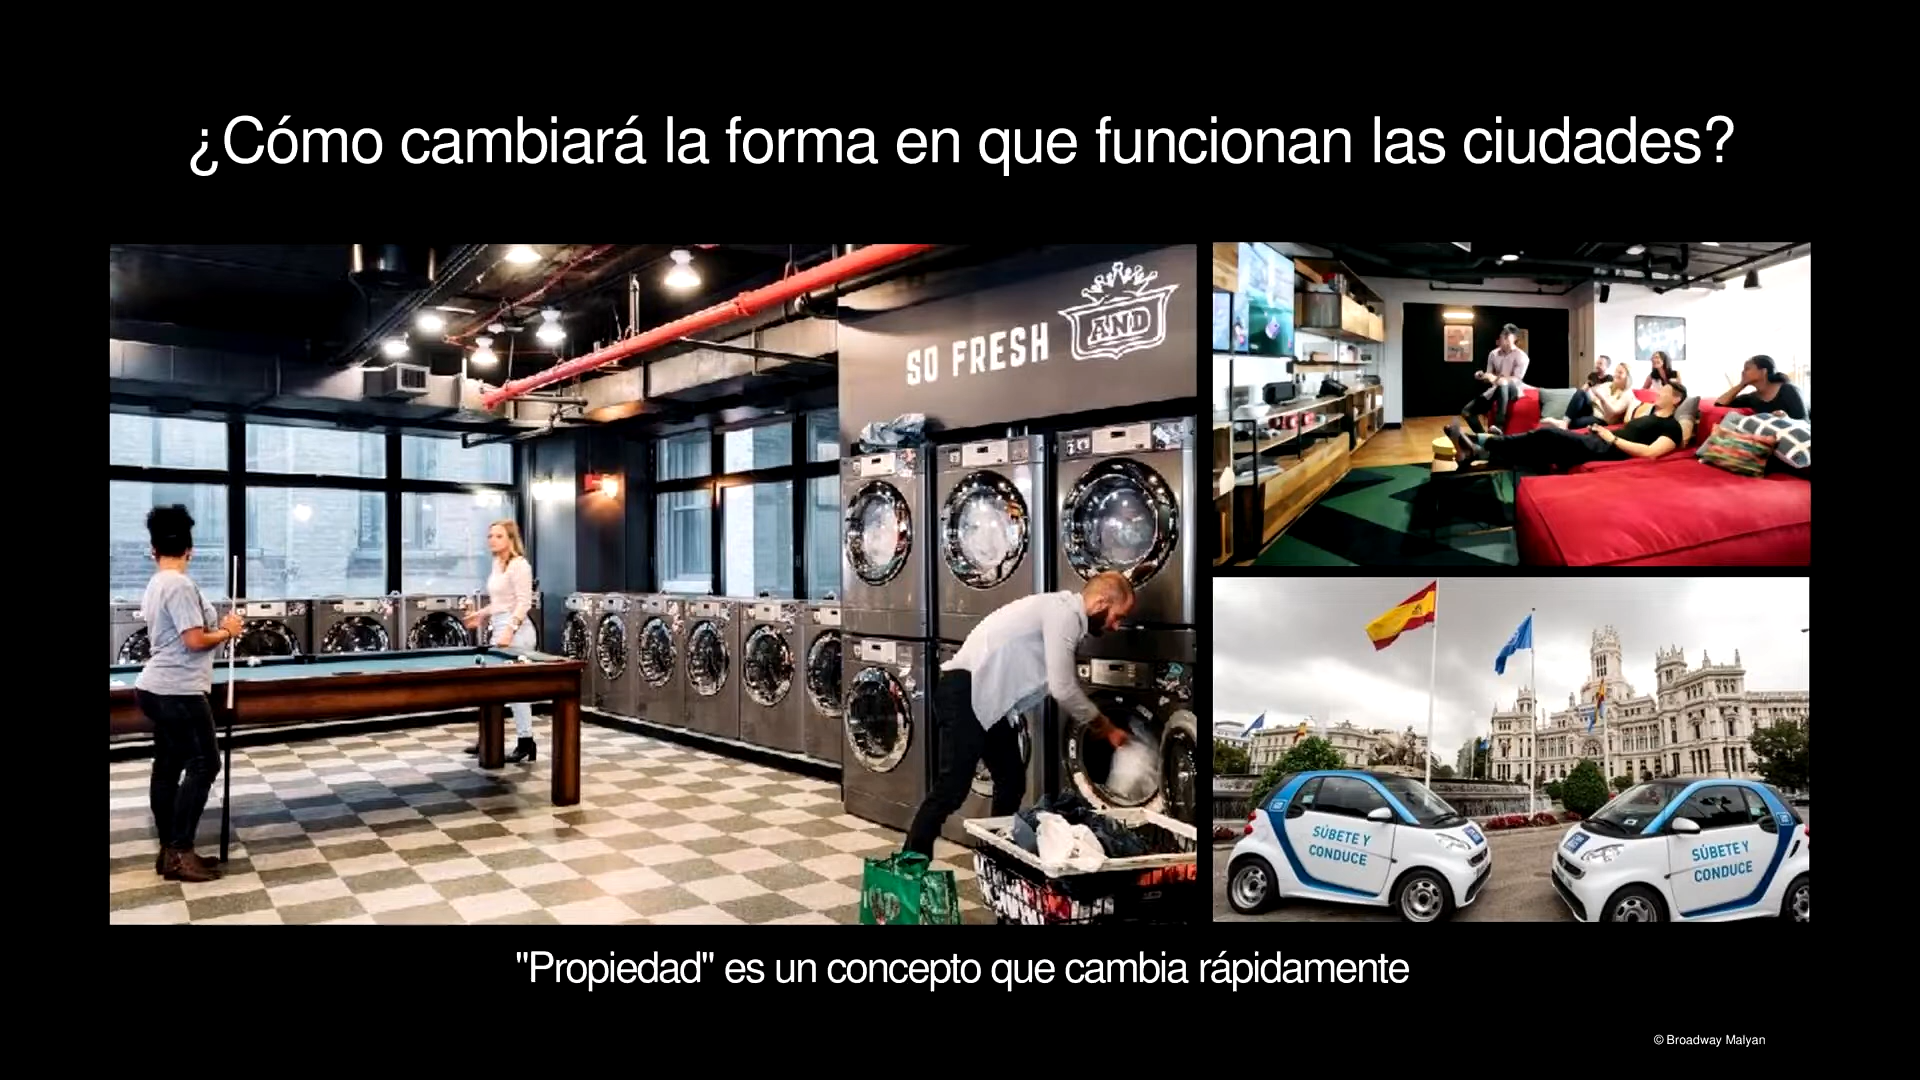 ¿Cómo cambiará la forma en que funcionan las ciudades?
SO FRESH AND
SÚBETE Y
CONDUCE
SÚBETE Y
CONDUCE
"Propiedad" es un concepto que cambia rápidamente
© Broadway Malyan